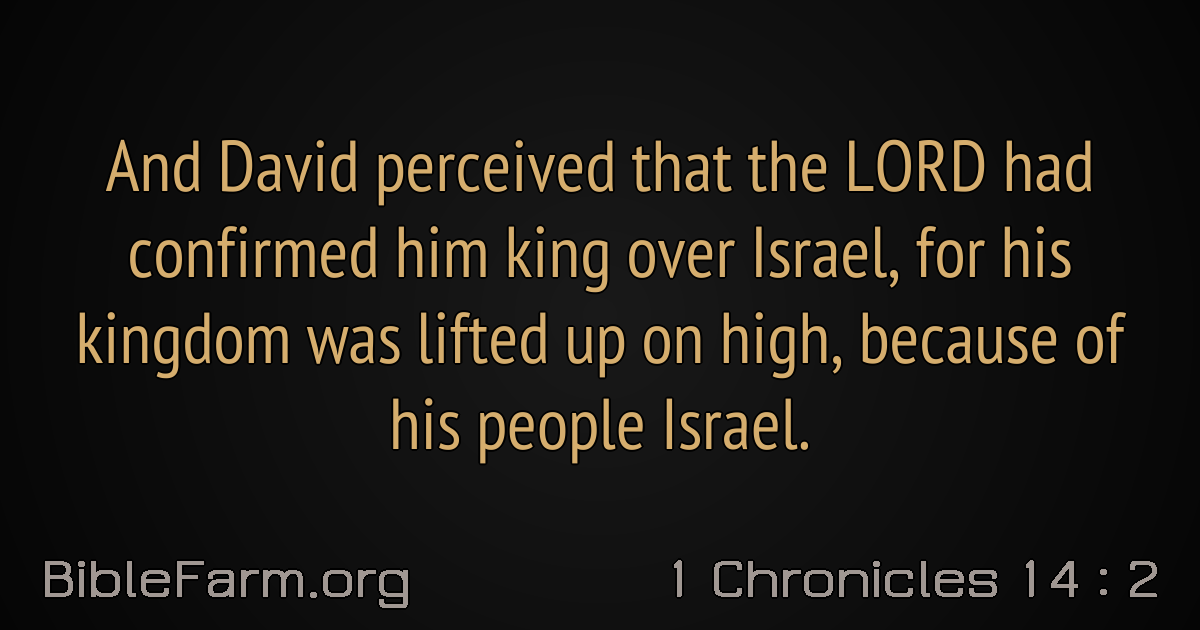 And David perceived that the LORD had
confirmed him king over Israel, for his
kingdom was lifted up on high, because of
his people Israel.
BibleFarm.org
1 Chronicles 14 : 2